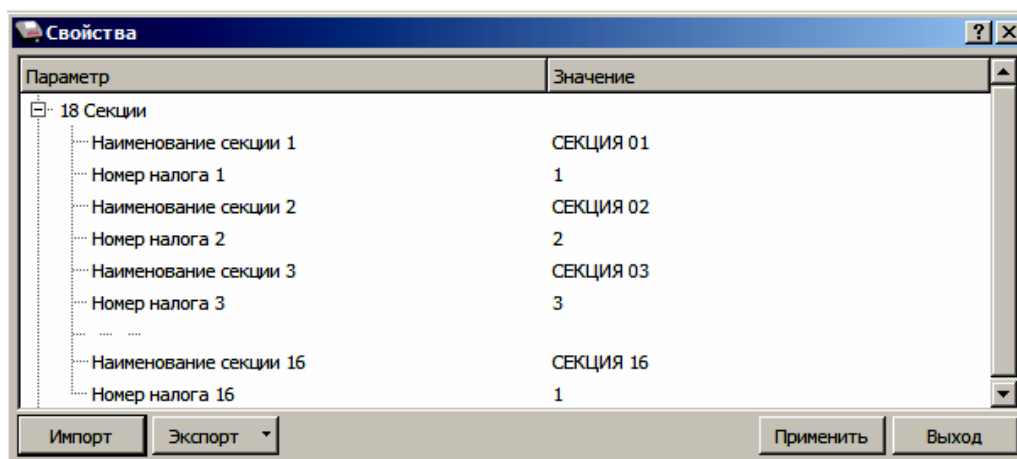 Свойства
Параметр Значение
18 Секции
Наименование секции 1 СЕКЦИЯ 01
Номер налога 1 1
Наименование секции 2 СЕКЦИЯ 02
Номер налога 2 2
Наименование секции 3 СЕКЦИЯ 03
Номер налога 3 3
... ... ...
Наименование секции 16 СЕКЦИЯ 16
Номер налога 16 1
Импорт Экспорт Применить Выход